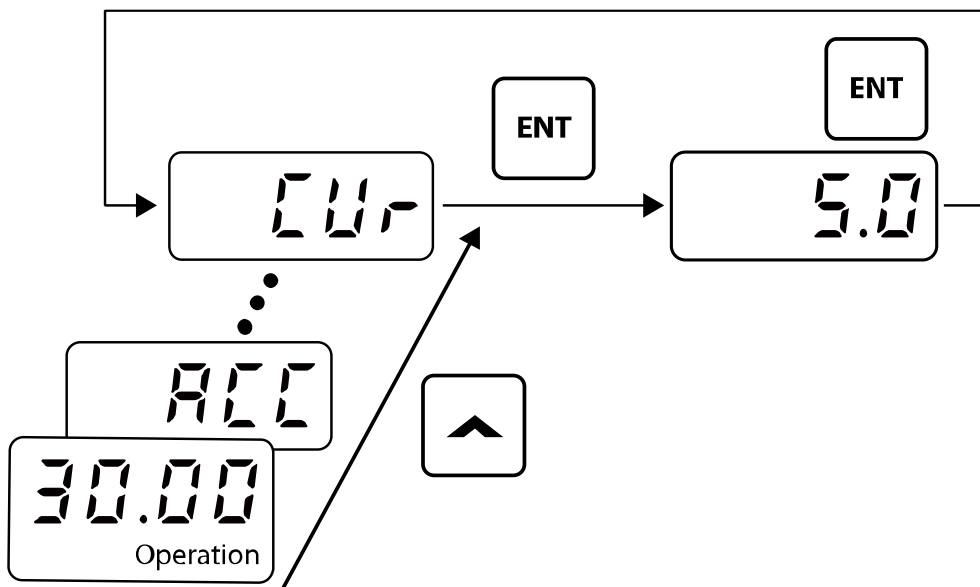 ENT
ENT
CUr
5.0
ACC
30.00
Operation